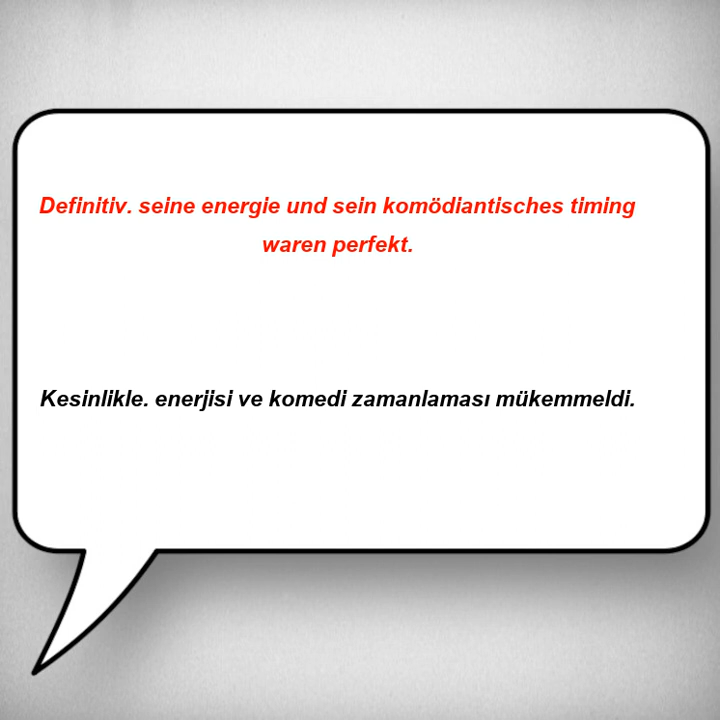 Definitiv. seine energie und sein komödiantisches timing
waren perfekt.
Kesinlikle. enerjisi ve komedi zamanlaması mükemmeldi.